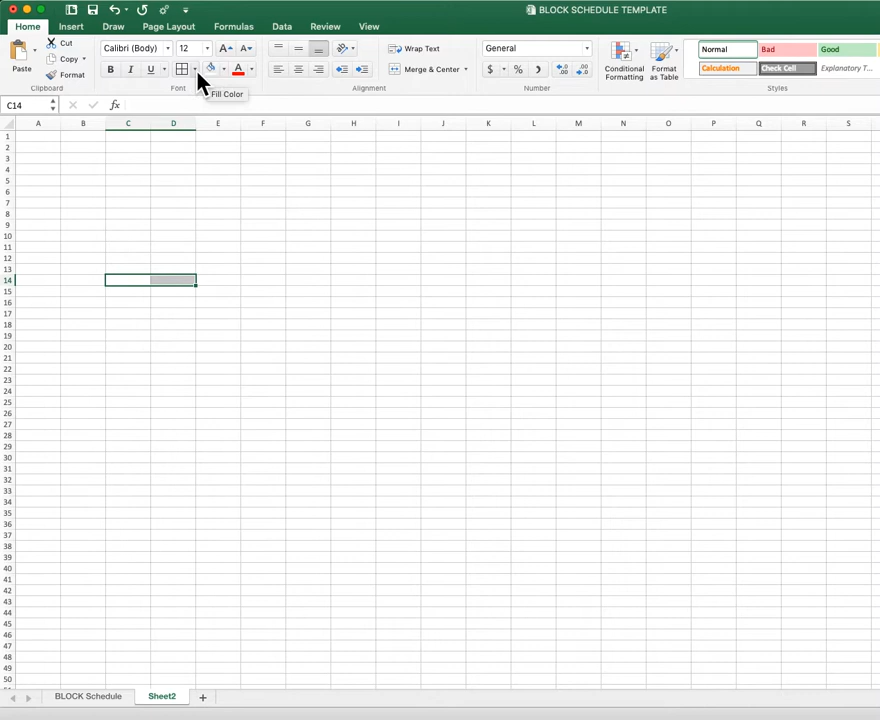 BLOCK SCHEDULE TEMPLATE
Home Insert Draw Page Layout Formulas Data Review View
Paste
Cut
Copy
Format
Clipboard
Calibri (Body) 12 A A
B I U A
Font
Fill Color
Wrap Text
Merge & Center
Alignment
General
$ % )
Number
Conditional Formatting
Format as Table
Normal Bad Good
Calculation Check Cell Explanatory T...
Styles
C14 fx
A B C D E F G H I J K L M N O P Q R S
1
2
3
4
5
6
7
8
9
10
11
12
13
14
15
16
17
18
19
20
21
22
23
24
25
26
27
28
29
30
31
32
33
34
35
36
37
38
39
40
41
42
43
44
45
46
47
48
49
50
BLOCK Schedule Sheet2 +